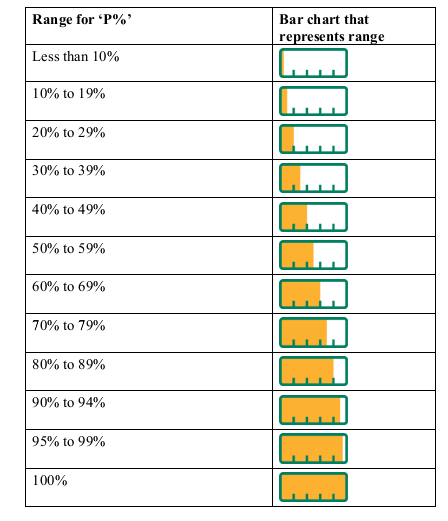 Range for ‘P%’
Bar chart that
represents range
Less than 10%
10% to 19%
20% to 29%
30% to 39%
40% to 49%
50% to 59%
60% to 69%
70% to 79%
80% to 89%
90% to 94%
95% to 99%
100%